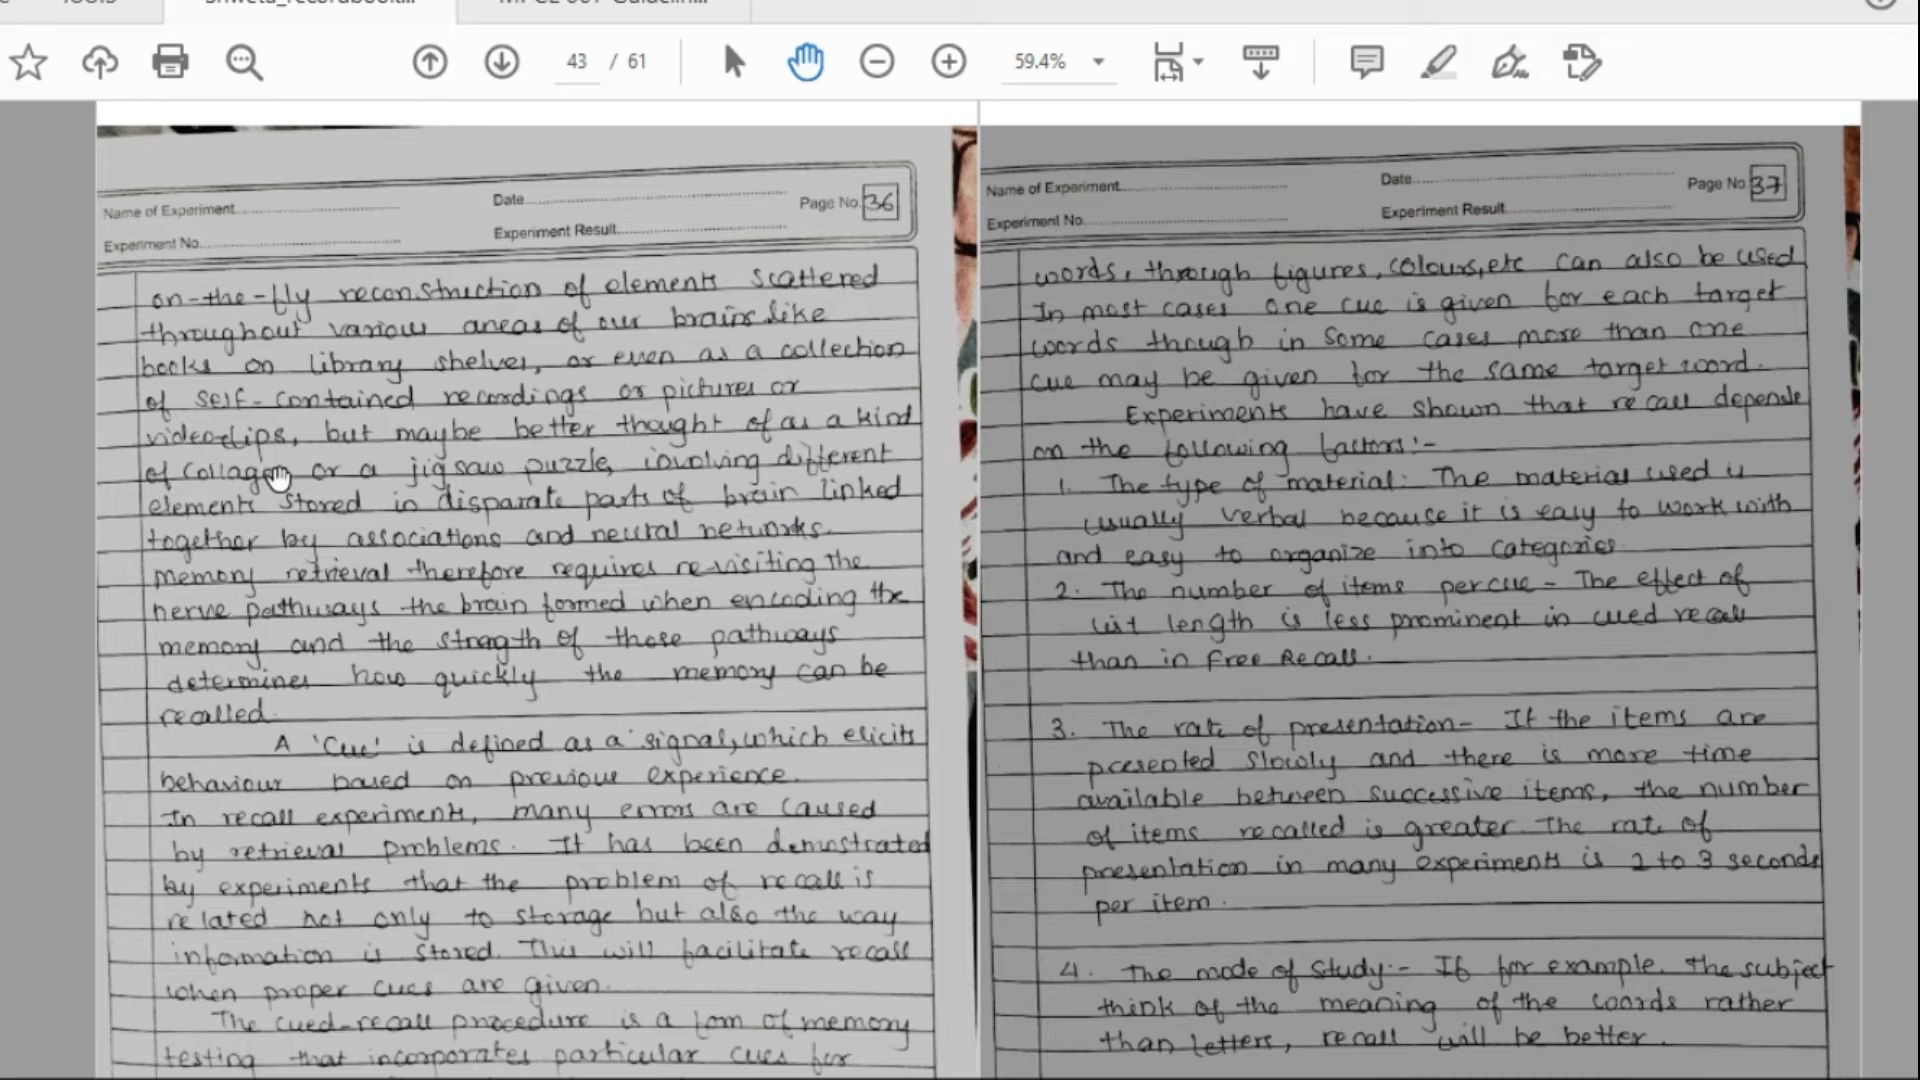 43 / 61
59.4%
Name of Experiment
Date
Page No. 36
Experiment No.
Experiment Result
on-the-fly reconstruction of elements scattered
throughout various areas of our brains like
books on library shelves, or even as a collection
of self-contained recordings or pictures or
video clips, but maybe better thought of as a kind
of collage or a jigsaw puzzle, involving different
elements stored in disparate parts of brain linked
together by associations and neural networks.
memory retrieval therefore requires re-visiting the
nerve pathways the brain formed when encoding the
memory and the strength of those pathways
determines how quickly the memory can be
recalled.
A 'Cue' is defined as a signal, which elicits
behaviour based on previous experience.
In recall experiments, many errors are caused
by retrieval problems. It has been demostrated
by experiments that the problem of recall is
related not only to storage but also the way
information is stored. This will facilitate recall
when proper cues are given.
The cued-recall procedure is a form of memory
testing that incorporates particular cues for
Name of Experiment
Date
Page No. 37
Experiment No.
Experiment Result
words, through figures, colours, etc can also be used
In most cases one cue is given for each target
words though in some cases more than one
cue may be given for the same target word.
Experiments have shown that recall depends
on the following factors:-
1. The type of material: The material used is
usually verbal because it is easy to work with
and easy to organize into categories
2. The number of items per cue - The effect of
list length is less prominent in cued recall
than in Free Recall.
3. The rate of presentation - If the items are
presented slowly and there is more time
available between successive items, the number
of items recalled is greater. The rate of
presentation in many experiments is 2 to 3 seconds
per item.
4. The mode of study:- If for example, the subject
think of the meaning of the words rather
than letters, recall will be better.